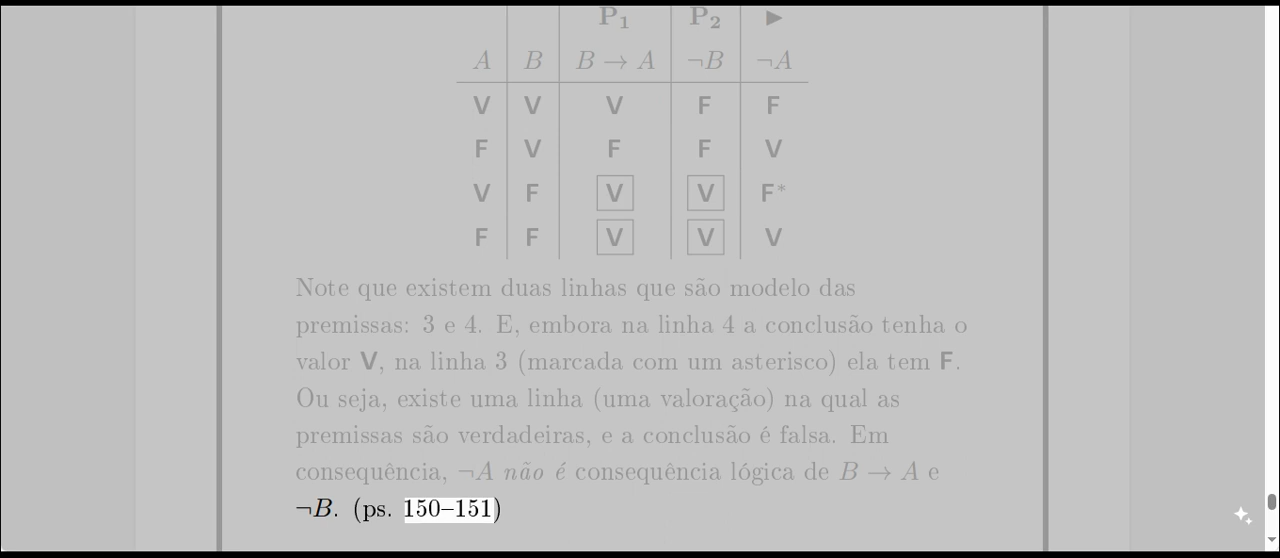 P₁ P₂ ▶
A B B → A ¬B ¬A
V V V F F
F V F F V
V F V V F*
F F V V V
Note que existem duas linhas que são modelo das
premissas: 3 e 4. E, embora na linha 4 a conclusão tenha o
valor V, na linha 3 (marcada com um asterisco) ela tem F.
Ou seja, existe uma linha (uma valoração) na qual as
premissas são verdadeiras, e a conclusão é falsa. Em
consequência, ¬A não é consequência lógica de B → A e
¬B. (ps. 150–151)